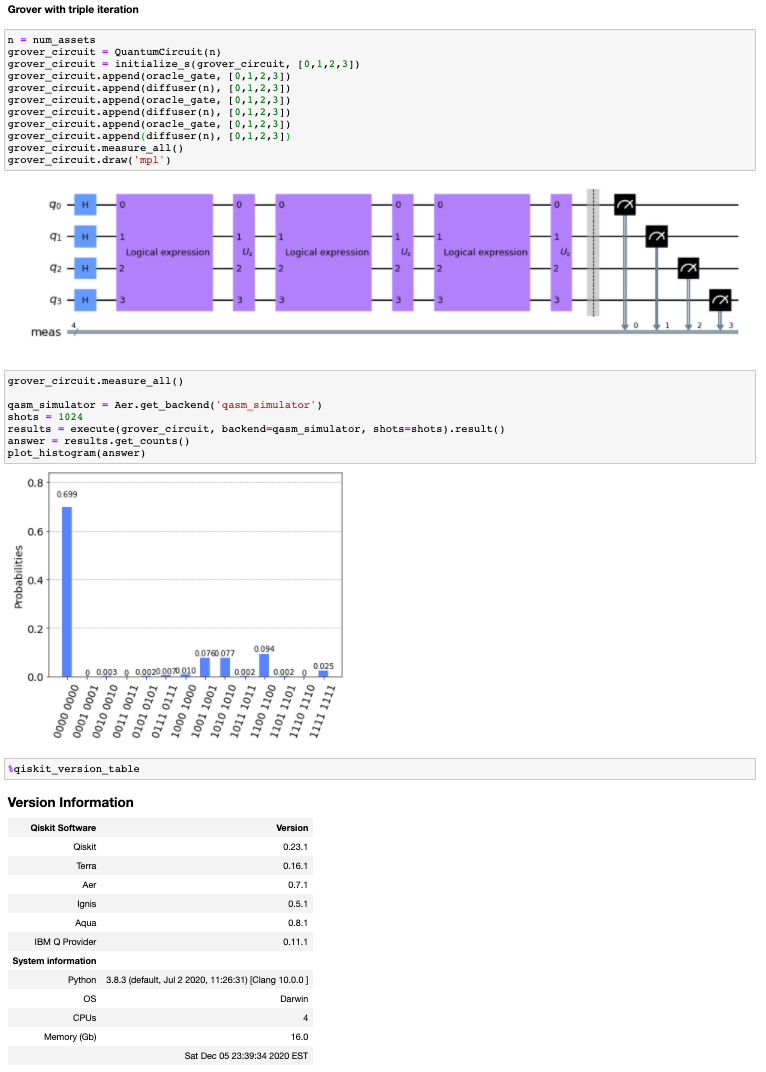 Grover with triple iteration
n = num_assets
grover_circuit = QuantumCircuit(n)
grover_circuit = initialize_s(grover_circuit, [0,1,2,3])
grover_circuit.append(oracle_gate, [0,1,2,3])
grover_circuit.append(diffuser(n), [0,1,2,3])
grover_circuit.append(oracle_gate, [0,1,2,3])
grover_circuit.append(diffuser(n), [0,1,2,3])
grover_circuit.append(oracle_gate, [0,1,2,3])
grover_circuit.append(diffuser(n), [0,1,2,3])
grover_circuit.measure_all()
grover_circuit.draw('mpl')
q0 H 0 0 0 0 0 0
q1 H 1 1 1 1 1 1
Logical expression Us Logical expression Us Logical expression Us
q2 H 2 2 2 2 2 2
q3 H 3 3 3 3 3 3
meas 4 0 1 2 3
grover_circuit.measure_all()
qasm_simulator = Aer.get_backend('qasm_simulator')
shots = 1024
results = execute(grover_circuit, backend=qasm_simulator, shots=shots).result()
answer = results.get_counts()
plot_histogram(answer)
Probabilities
0.8
0.6
0.4
0.2
0.0
0.699 0 0.003 0 0.002 0.007 0.010 0.076 0.077 0.002 0.094 0.002 0 0.025
0000 0000
0001 0001
0010 0010
0011 0011
0101 0101
0111 0111
1000 1000
1001 1001
1010 1010
1011 1011
1100 1100
1101 1101
1110 1110
1111 1111
%qiskit_version_table
Version Information
Qiskit Software Version
Qiskit 0.23.1
Terra 0.16.1
Aer 0.7.1
Ignis 0.5.1
Aqua 0.8.1
IBM Q Provider 0.11.1
System information
Python 3.8.3 (default, Jul 2 2020, 11:26:31) [Clang 10.0.0 ]
OS Darwin
CPUs 4
Memory (Gb) 16.0
Sat Dec 05 23:39:34 2020 EST